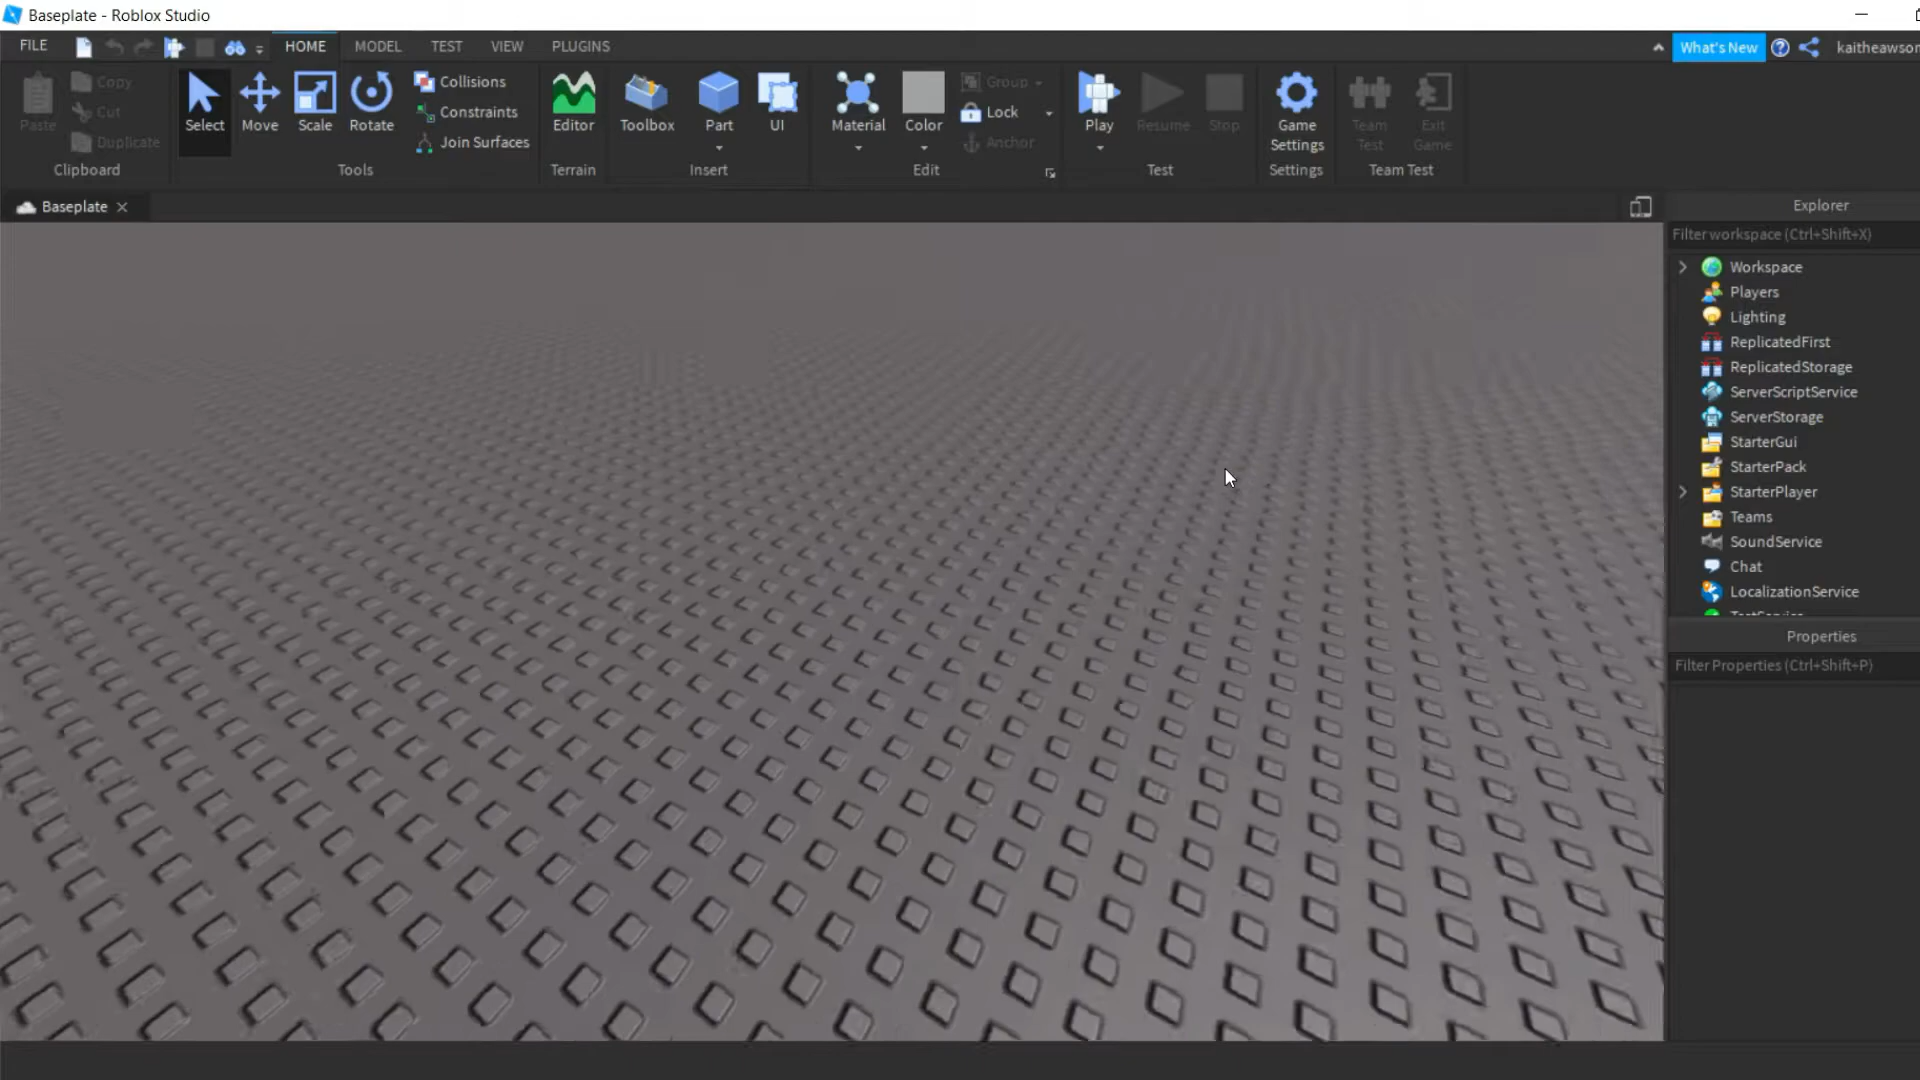 Baseplate - Roblox Studio
FILE HOME MODEL TEST VIEW PLUGINS What's New kaitheawson
Paste Copy Cut Duplicate
Select Move Scale Rotate Collisions Constraints Join Surfaces
Editor Toolbox Part UI Material Color Group Lock Anchor
Play Resume Stop Game Settings Team Test Exit Game
Clipboard Tools Terrain Insert Edit Test Settings Team Test
Baseplate
Explorer
Filter workspace (Ctrl+Shift+X)
Workspace
Players
Lighting
ReplicatedFirst
ReplicatedStorage
ServerScriptService
ServerStorage
StarterGui
StarterPack
StarterPlayer
Teams
SoundService
Chat
LocalizationService
Properties
Filter Properties (Ctrl+Shift+P)